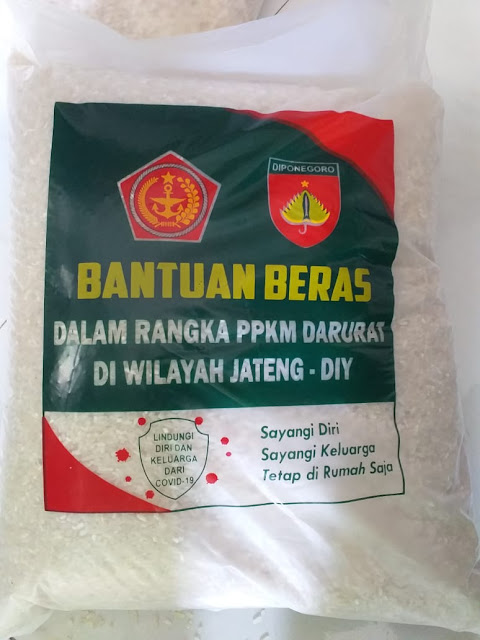 DIPONEGORO
BANTUAN BERAS
DALAM RANGKA PPKM DARURAT
DI WILAYAH JATENG - DIY
LINDUNGI
DIRI DAN
KELUARGA
DARI
COVID-19
Sayangi Diri
Sayangi Keluarga
Tetap di Rumah Saja